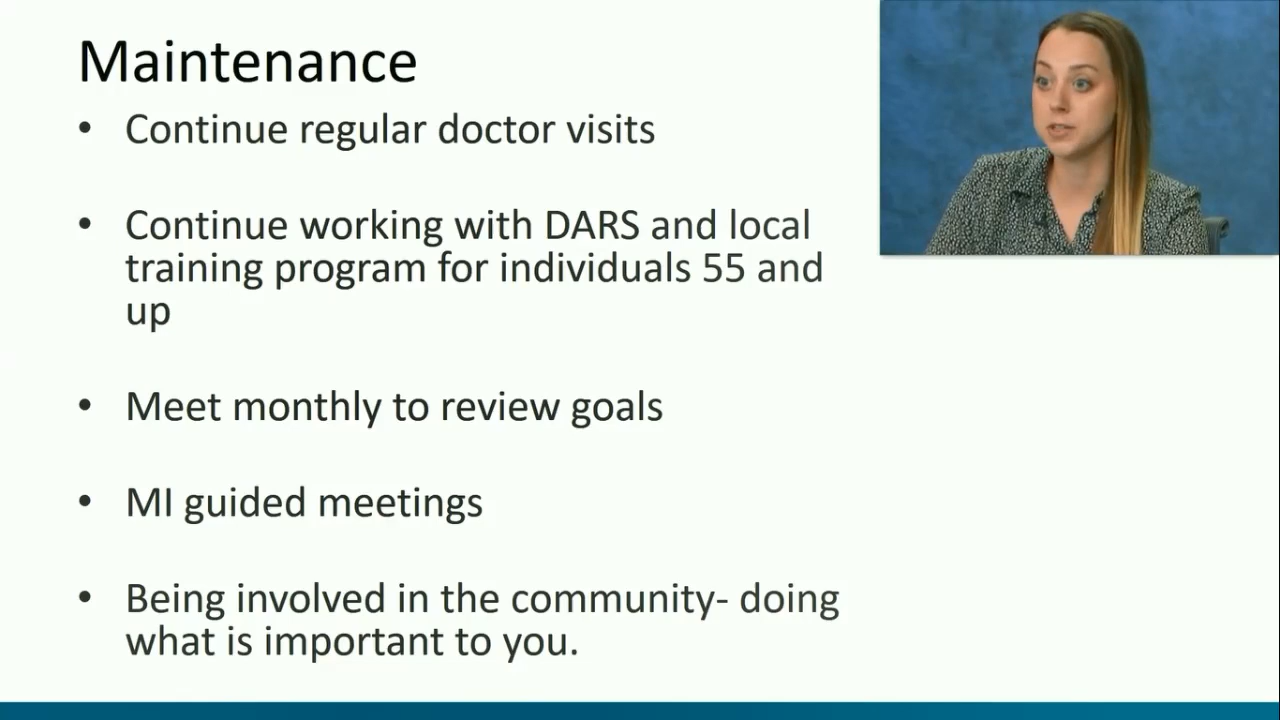 Maintenance
• Continue regular doctor visits
• Continue working with DARS and local
training program for individuals 55 and
up
• Meet monthly to review goals
• MI guided meetings
• Being involved in the community- doing
what is important to you.